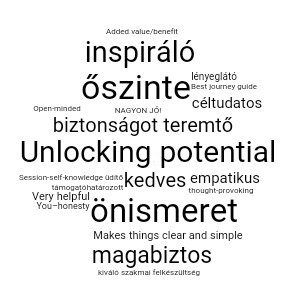 Added value/benefit
inspiráló
őszinte
lényeglátó
Best journey guide
céltudatos
Open-minded
NAGYON JÓ!
biztonságot teremtő
Unlocking potential
Session-self-knowledge üdítő
kedves
empatikus
támogatóhatározott
thought-provoking
Very helpful
You–honesty
önismeret
Makes things clear and simple
magabiztos
kiváló szakmai felkészültség